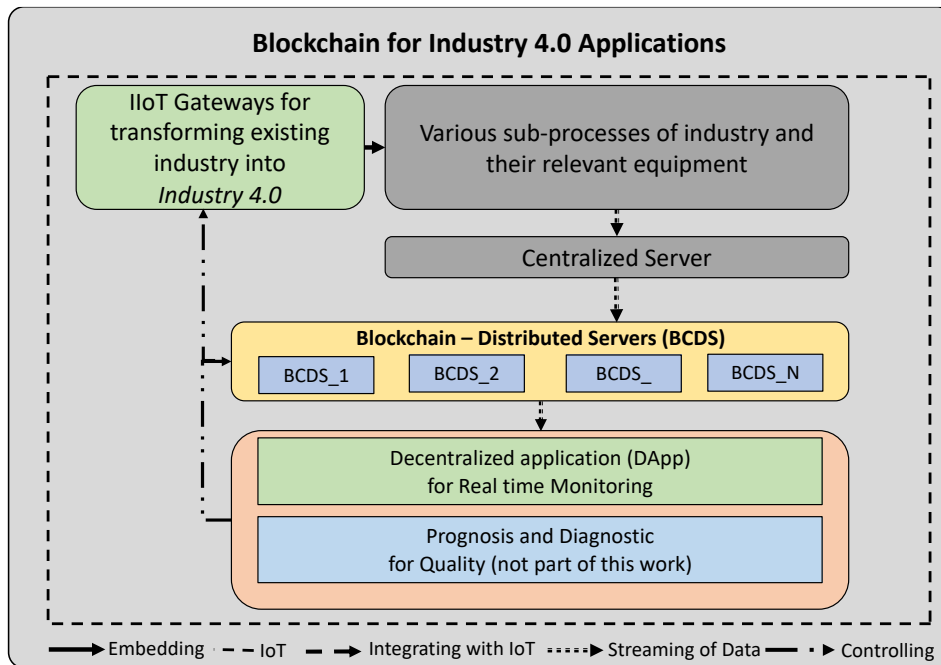 Blockchain for Industry 4.0 Applications
IIoT Gateways for
transforming existing
industry into
Industry 4.0
Various sub-processes of industry and
their relevant equipment
Centralized Server
Blockchain – Distributed Servers (BCDS)
BCDS_1
BCDS_2
BCDS_
BCDS_N
Decentralized application (DApp)
for Real time Monitoring
Prognosis and Diagnostic
for Quality (not part of this work)
Embedding
IoT
Integrating with IoT
Streaming of Data
Controlling